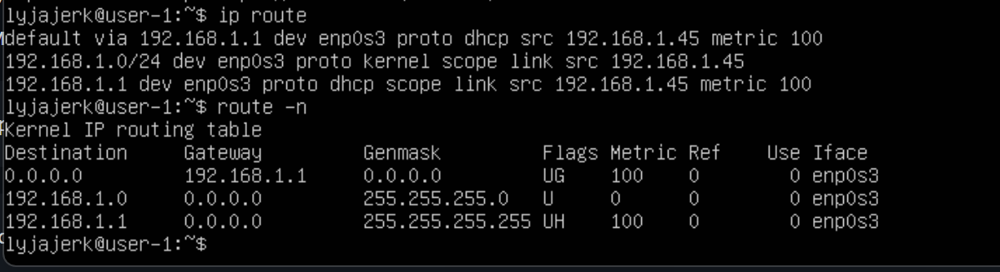 lyjajerk@user-1:~$ ip route
default via 192.168.1.1 dev enp0s3 proto dhcp src 192.168.1.45 metric 100
192.168.1.0/24 dev enp0s3 proto kernel scope link src 192.168.1.45
192.168.1.1 dev enp0s3 proto dhcp scope link src 192.168.1.45 metric 100
lyjajerk@user-1:~$ route -n
Kernel IP routing table
Destination     Gateway         Genmask         Flags Metric Ref    Use Iface
0.0.0.0         192.168.1.1     0.0.0.0         UG    100    0        0 enp0s3
192.168.1.0     0.0.0.0         255.255.255.0   U     0      0        0 enp0s3
192.168.1.1     0.0.0.0         255.255.255.255 UH    100    0        0 enp0s3
lyjajerk@user-1:~$